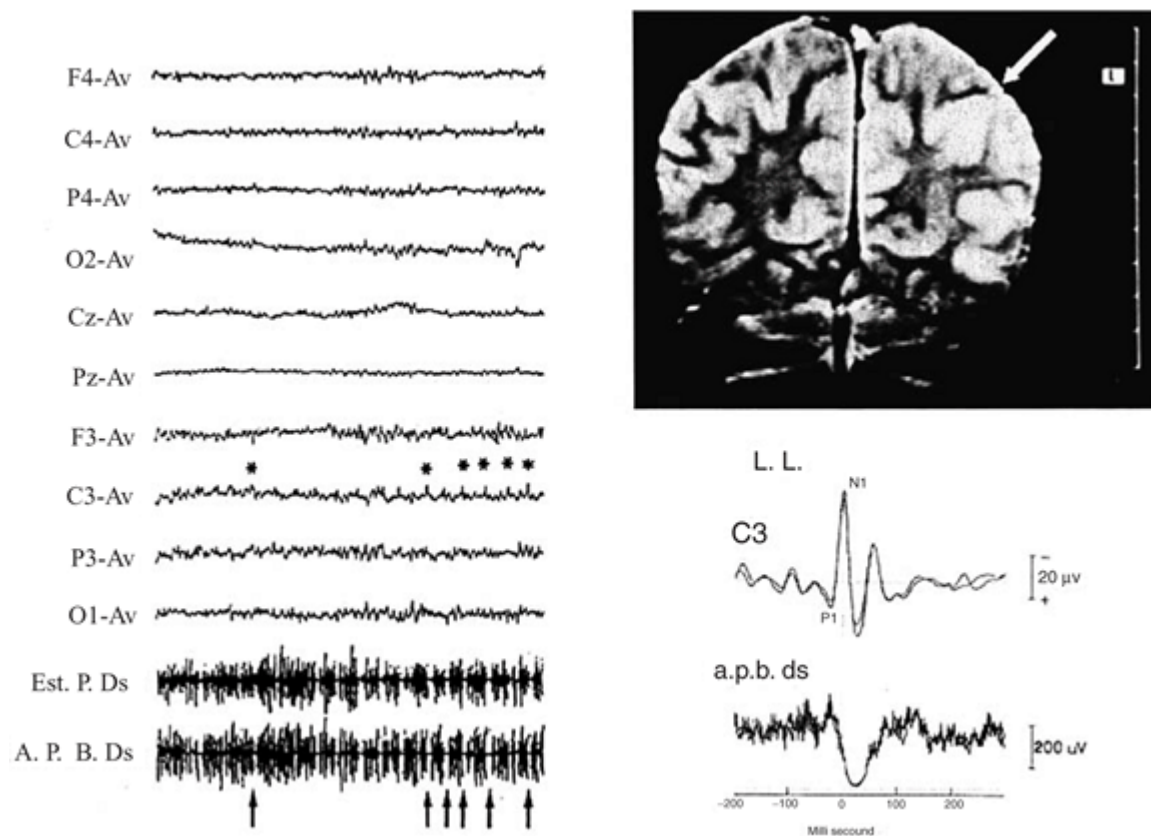 F4-Av
C4-Av
P4-Av
O2-Av
Cz-Av
Pz-Av
F3-Av
* * * * * *
C3-Av
P3-Av
O1-Av
Est. P. Ds
A. P. B. Ds
L
L. L.
N1
C3
P1
−
20 μv
+
a.p.b. ds
200 uV
−200 −100 0 100 200
Milli secound